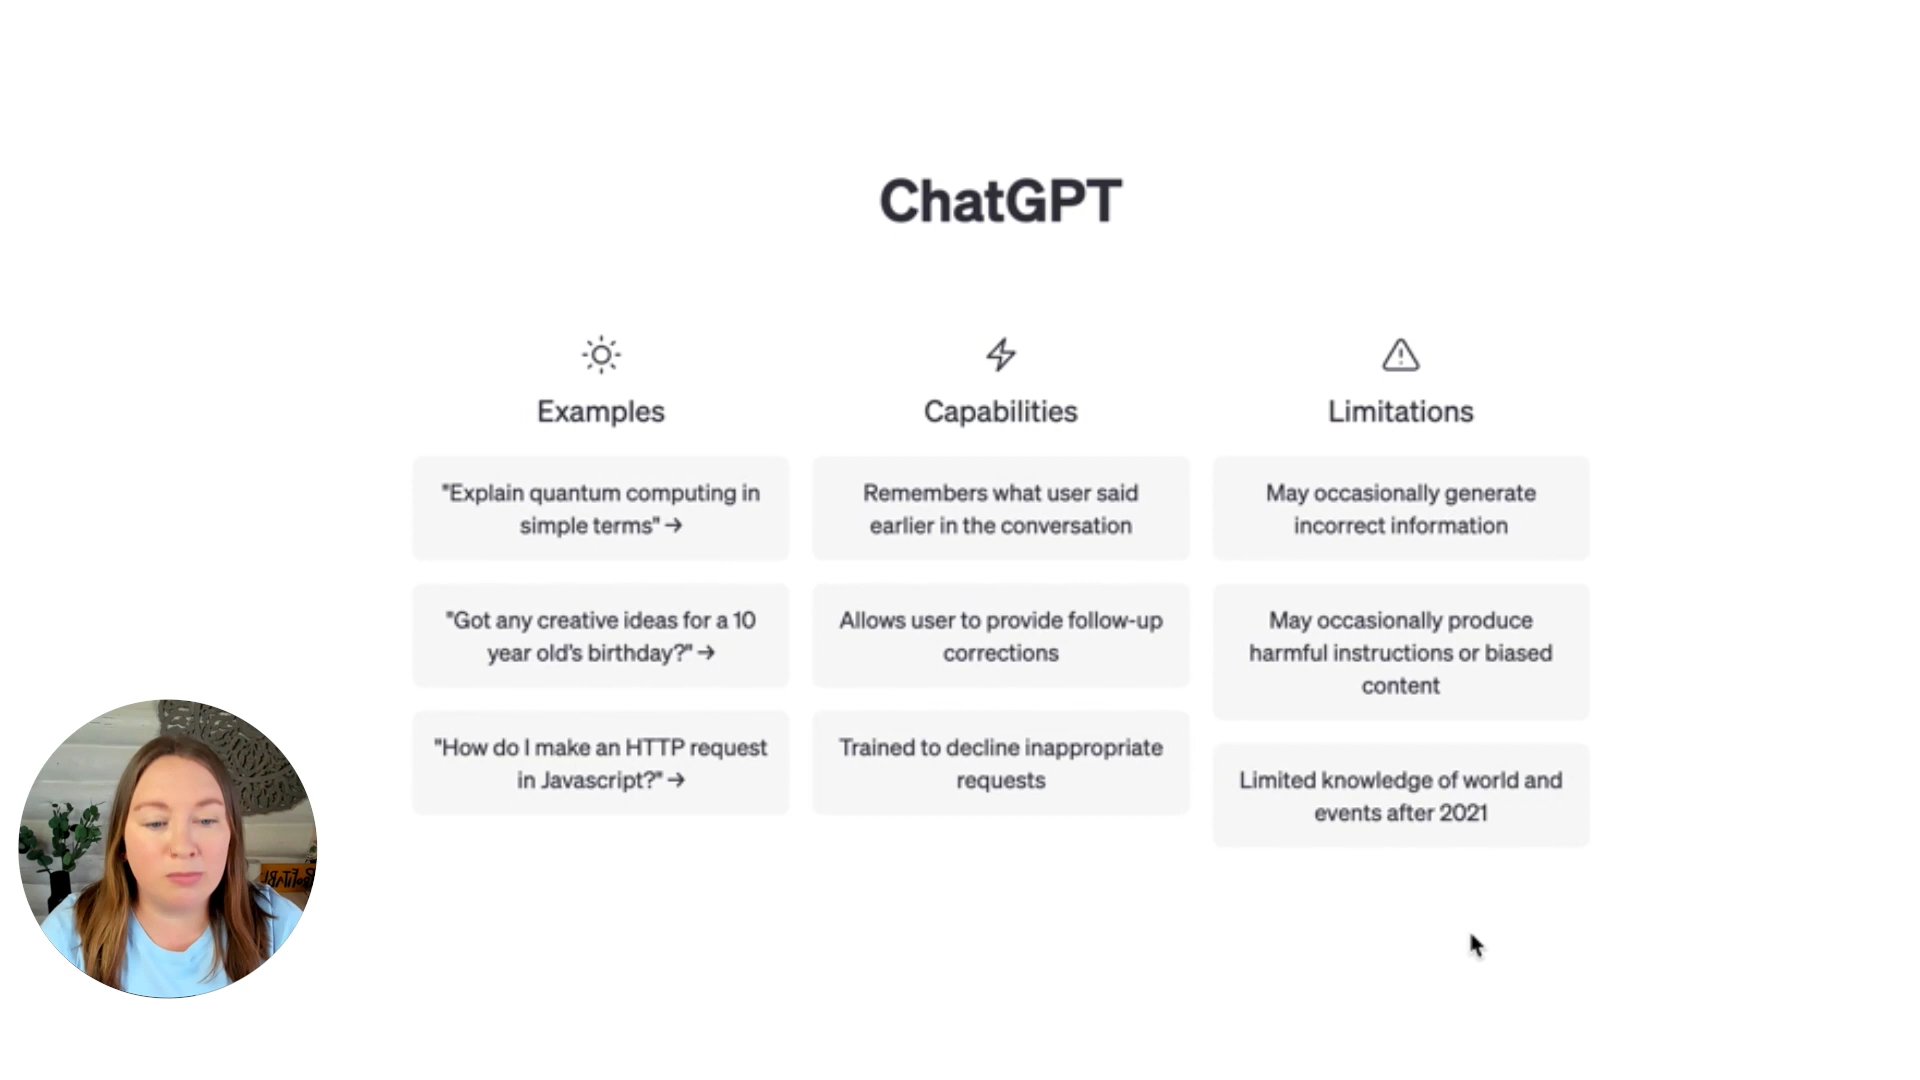 ChatGPT
Examples
"Explain quantum computing in
simple terms" →
"Got any creative ideas for a 10
year old's birthday?" →
"How do I make an HTTP request
in Javascript?" →
Capabilities
Remembers what user said
earlier in the conversation
Allows user to provide follow-up
corrections
Trained to decline inappropriate
requests
Limitations
May occasionally generate
incorrect information
May occasionally produce
harmful instructions or biased
content
Limited knowledge of world and
events after 2021